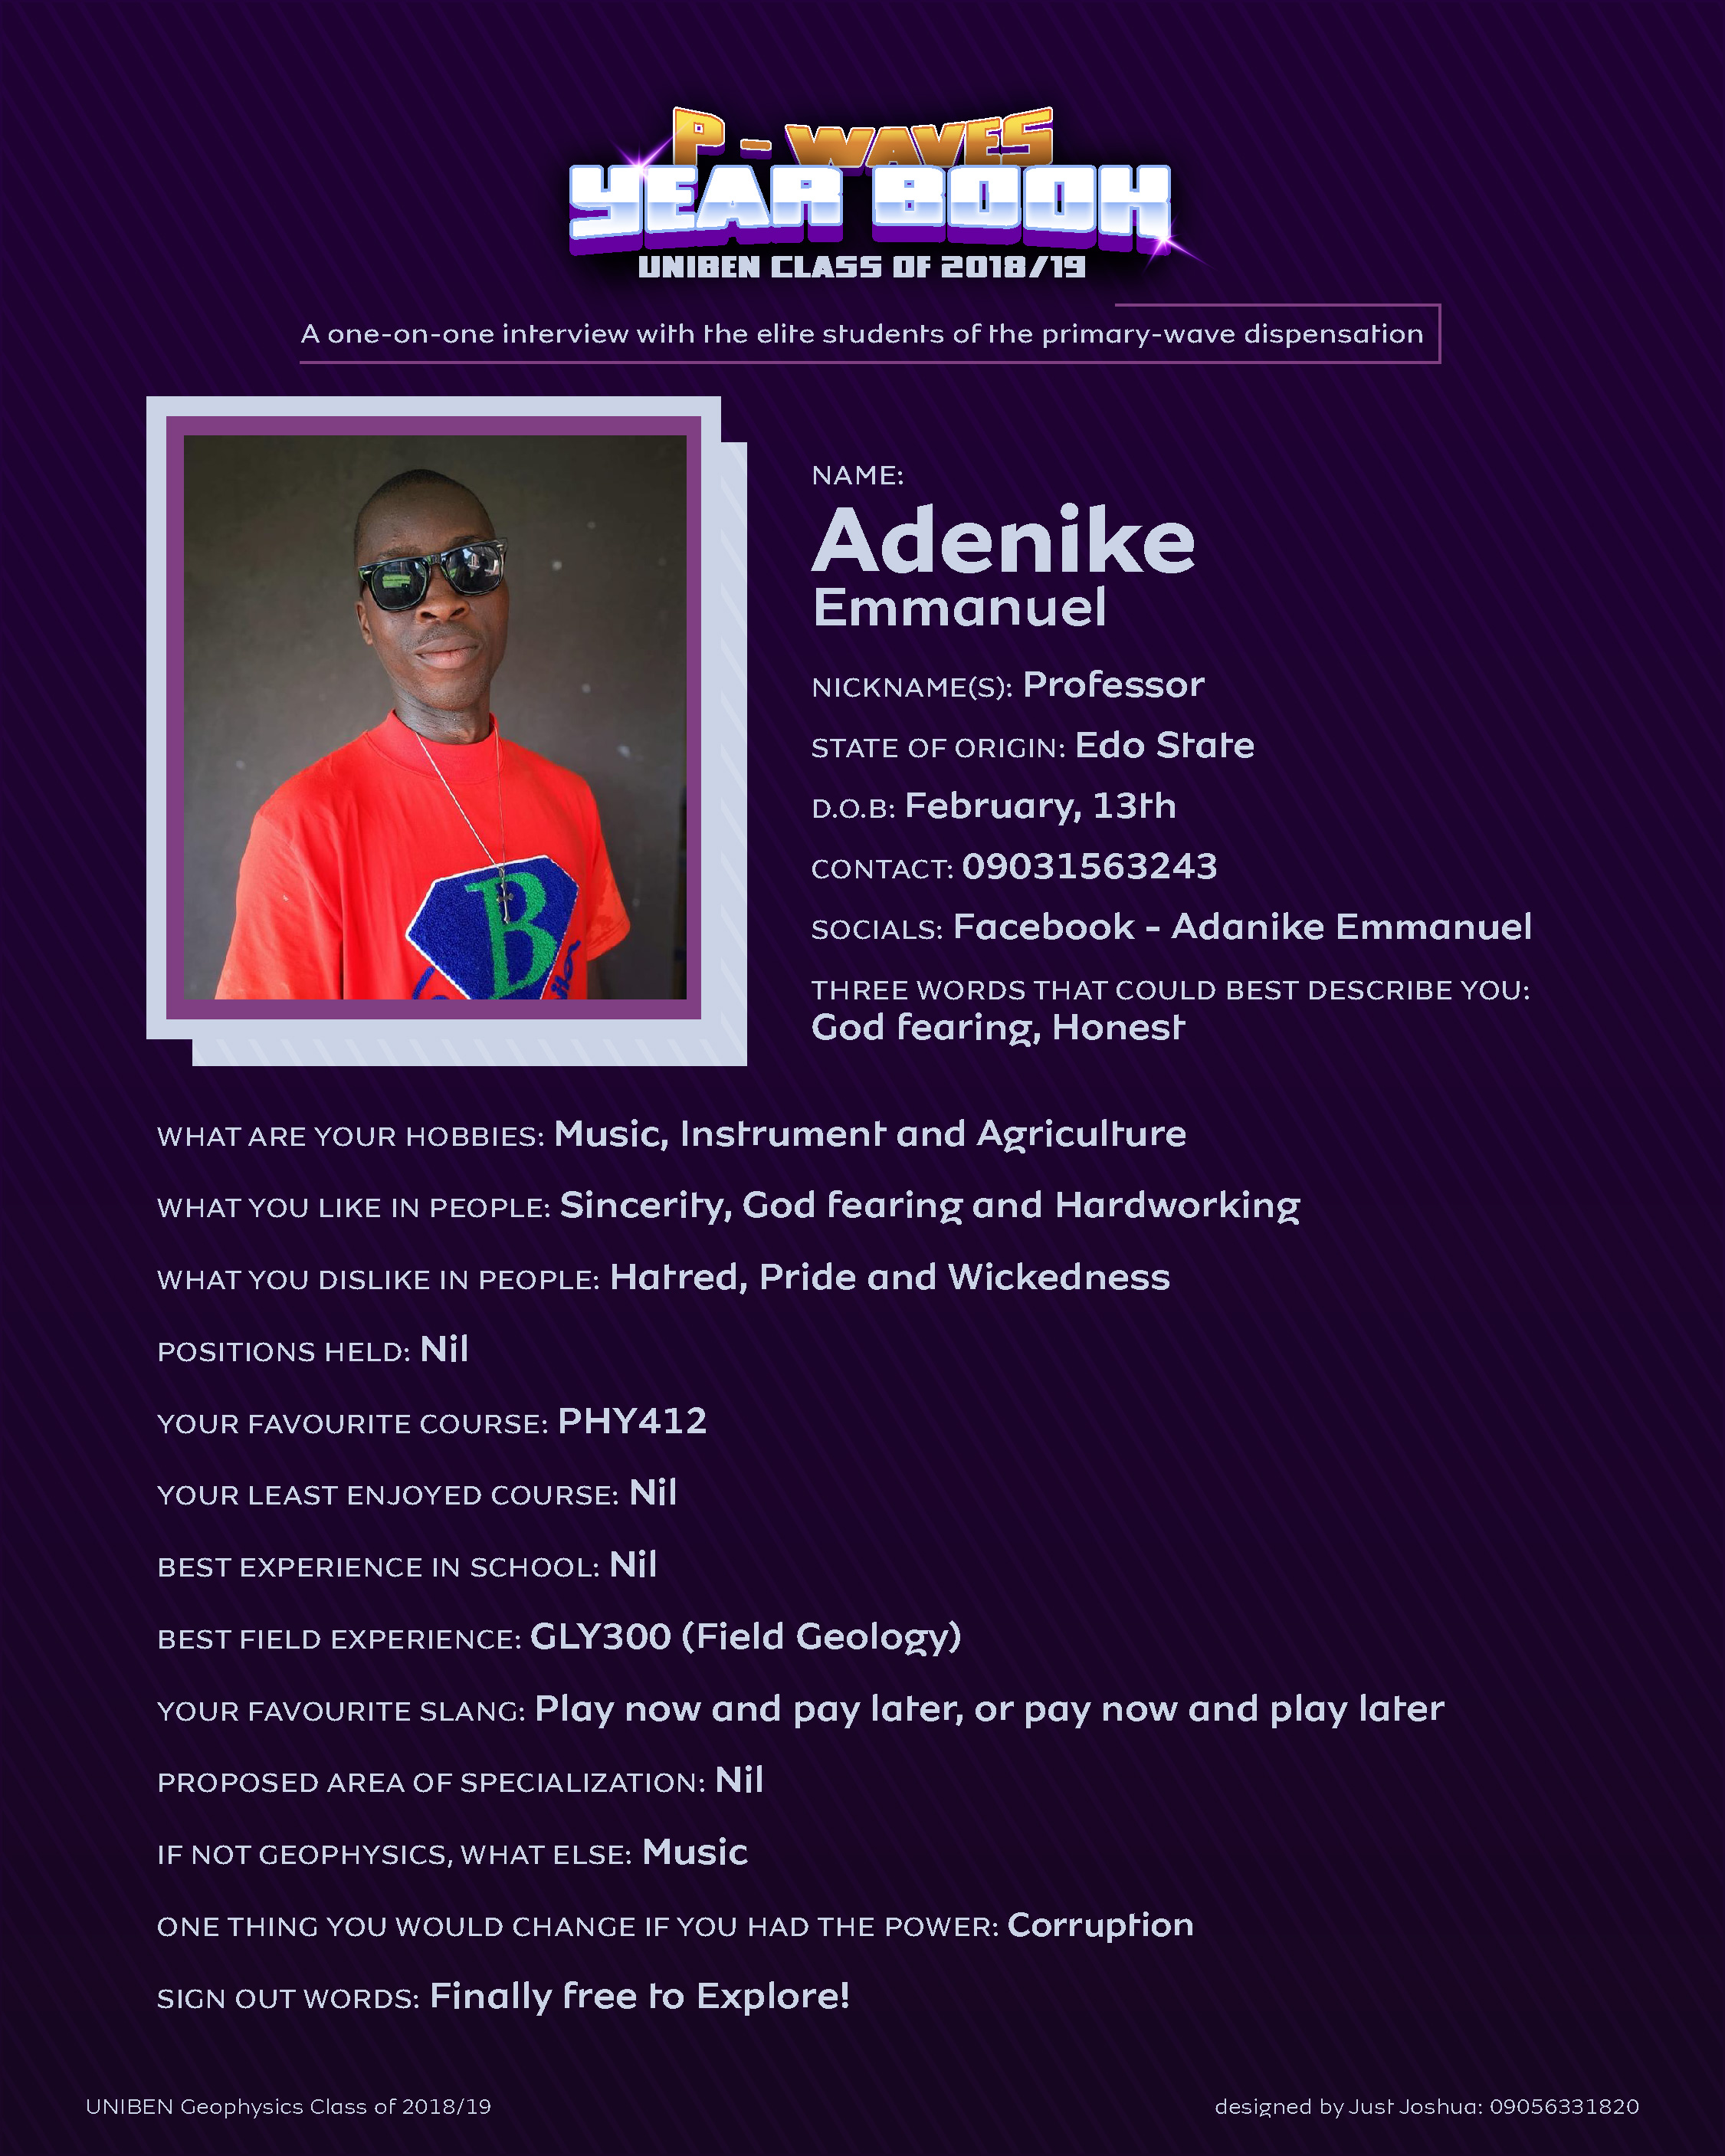 P - WAVES
YEAR BOOK
UNIBEN CLASS OF 2018/19
A one-on-one interview with the elite students of the primary-wave dispensation
B
NAME:
Adenike
Emmanuel
NICKNAME(S): Professor
STATE OF ORIGIN: Edo State
D.O.B: February, 13th
CONTACT: 09031563243
SOCIALS: Facebook - Adanike Emmanuel
THREE WORDS THAT COULD BEST DESCRIBE YOU:
God fearing, Honest
WHAT ARE YOUR HOBBIES: Music, Instrument and Agriculture
WHAT YOU LIKE IN PEOPLE: Sincerity, God fearing and Hardworking
WHAT YOU DISLIKE IN PEOPLE: Hatred, Pride and Wickedness
POSITIONS HELD: Nil
YOUR FAVOURITE COURSE: PHY412
YOUR LEAST ENJOYED COURSE: Nil
BEST EXPERIENCE IN SCHOOL: Nil
BEST FIELD EXPERIENCE: GLY300 (Field Geology)
YOUR FAVOURITE SLANG: Play now and pay later, or pay now and play later
PROPOSED AREA OF SPECIALIZATION: Nil
IF NOT GEOPHYSICS, WHAT ELSE: Music
ONE THING YOU WOULD CHANGE IF YOU HAD THE POWER: Corruption
SIGN OUT WORDS: Finally free to Explore!
UNIBEN Geophysics Class of 2018/19
designed by Just Joshua: 09056331820